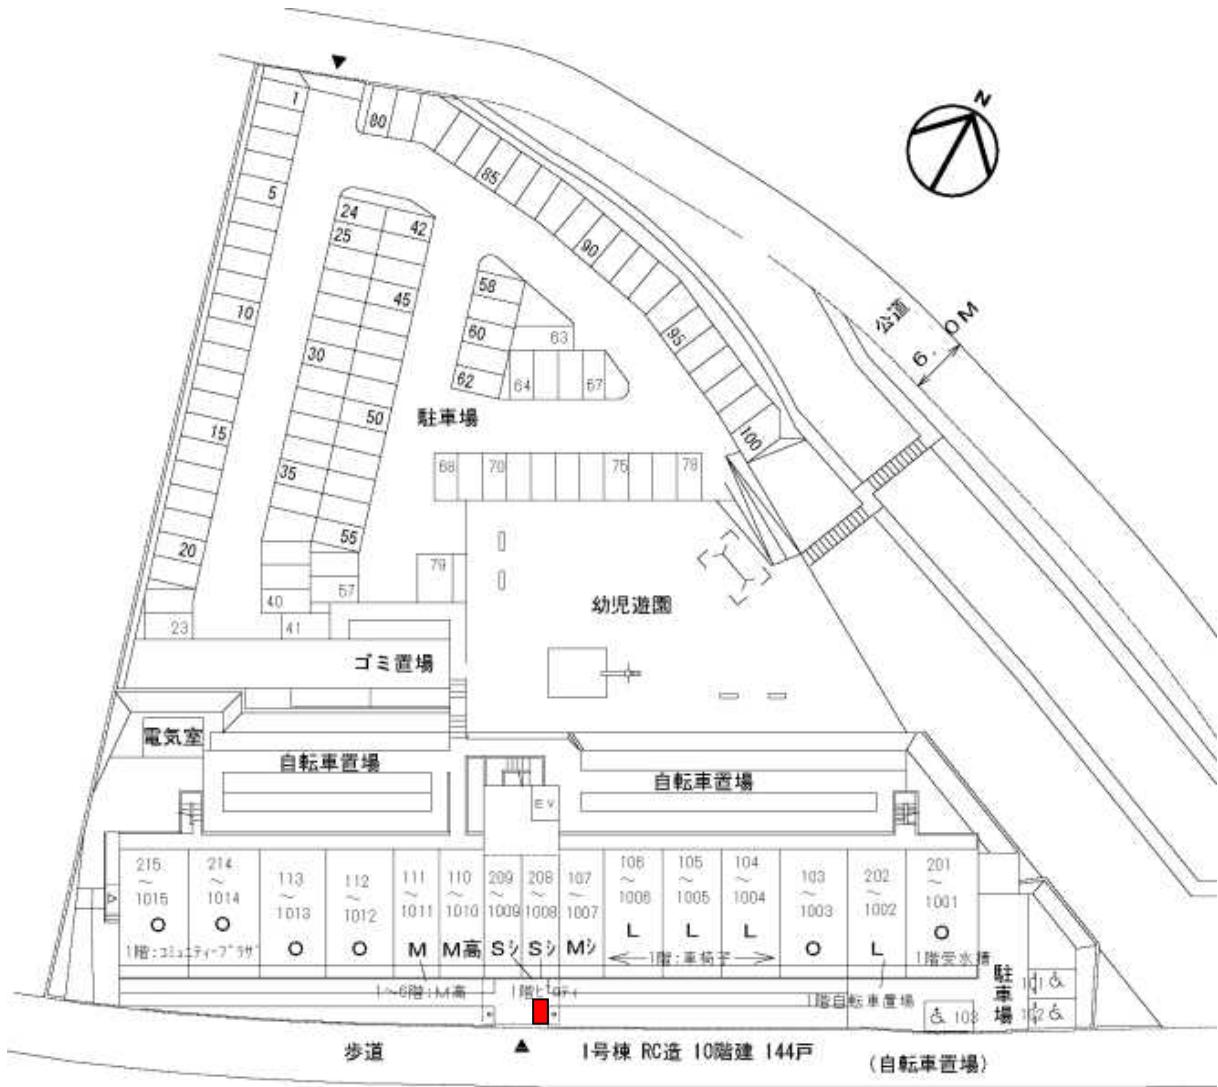 N
1
80
5
85
24
42
25
90
58
45
10
公道
6.0M
60
63
95
30
62
64
67
駐車場
50
15
100
68
70
75
78
35
55
20
79
57
40
幼児遊園
23
41
ゴミ置場
電気室
自転車置場
自転車置場
EV
215
～
1015
O
214
～
1014
O
113
～
1013
O
112
～
1012
O
111
～
1011
M
110
～
1010
M高
209
～
1009
Sシ
208
～
1008
Sシ
107
～
1007
Mシ
106
～
1006
L
105
～
1005
L
104
～
1004
L
103
～
1003
O
202
～
1002
L
201
～
1001
O
1階:コミュニティープラザ
1階:車椅子
1階受水槽
1～6階:M高
1階ピロティ
1階自転車置場
駐車場
101
102
103
歩道
1号棟 RC造 10階建 144戸
(自転車置場)